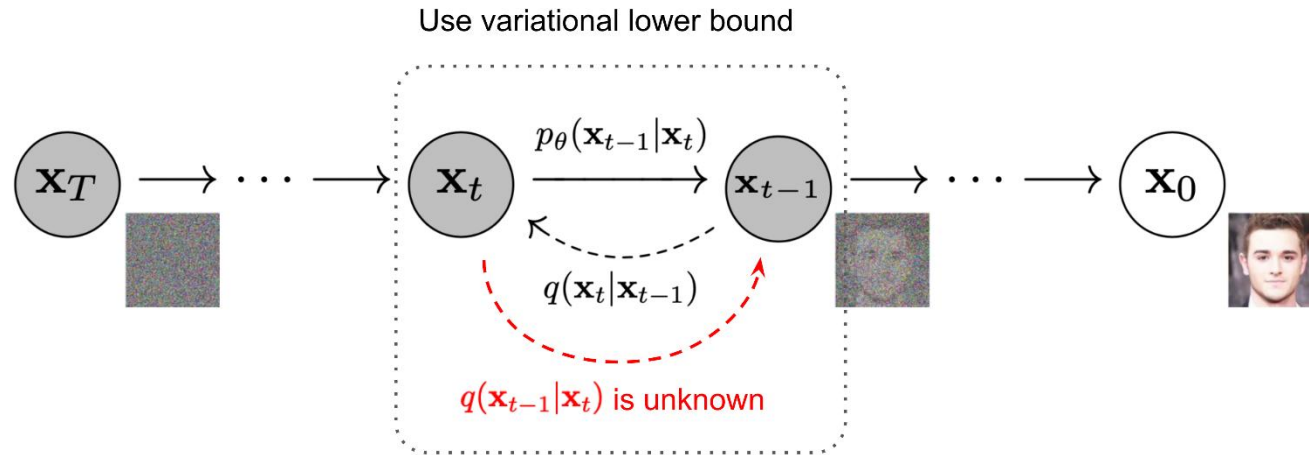 Use variational lower bound
p_θ(x_{t−1}|x_t)
x_T → ··· → x_t → x_{t−1} → ··· → x_0
q(x_t|x_{t−1})
q(x_{t−1}|x_t) is unknown